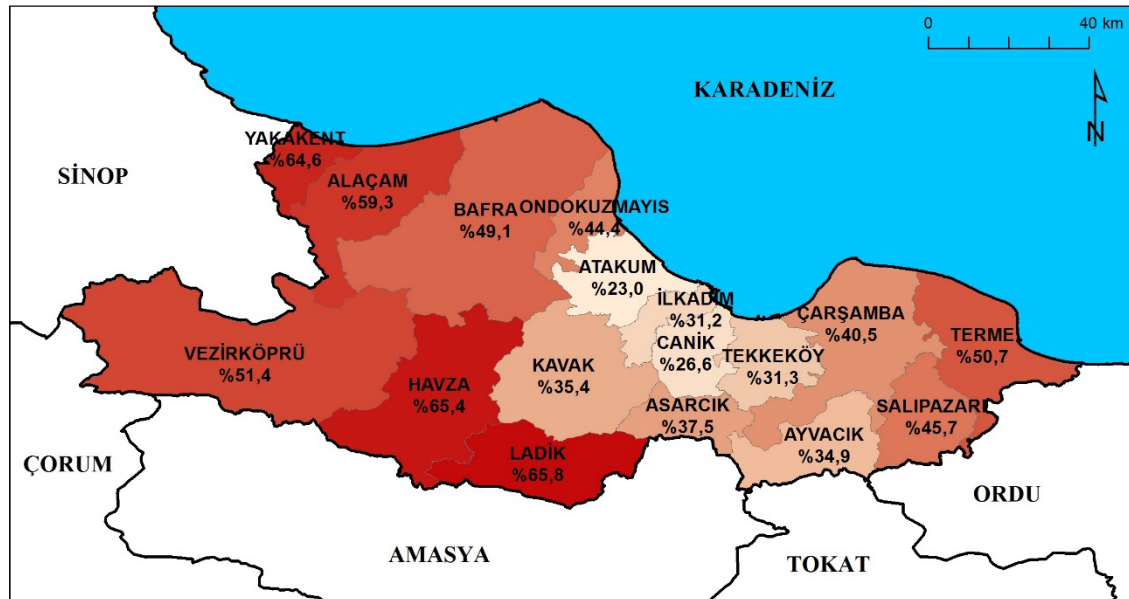 0 40 km
KARADENİZ
N
YAKAKENT
%64,6
SİNOP
ALAÇAM
%59,3
BAFRA
%49,1
ONDOKUZMAYIS
%44,4
ATAKUM
%23,0
İLKADIM
%31,2
ÇARŞAMBA
%40,5
TERME
%50,7
CANİK
%26,6
TEKKEKÖY
%31,3
VEZİRKÖPRÜ
%51,4
KAVAK
%35,4
HAVZA
%65,4
ASARCIK
%37,5
SALIPAZARI
%45,7
AYVACIK
%34,9
LADİK
%65,8
ÇORUM
ORDU
AMASYA
TOKAT